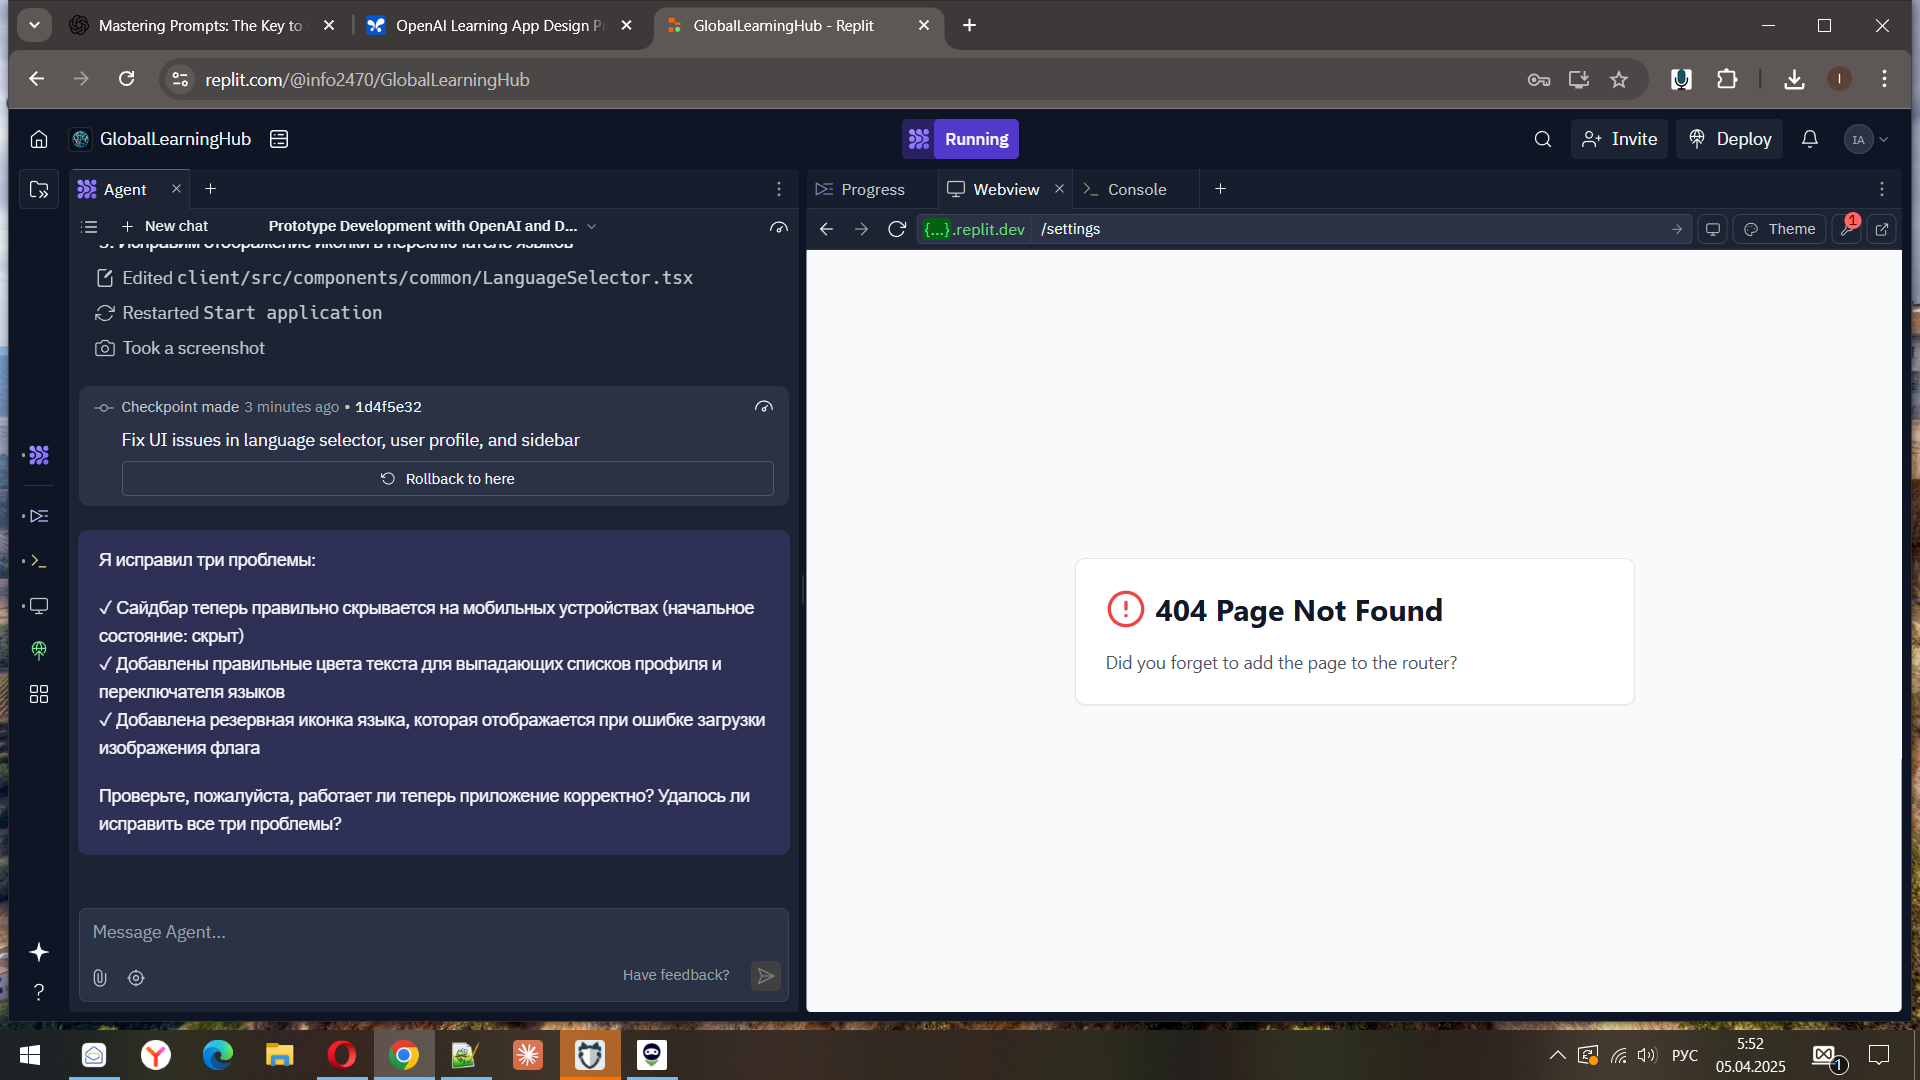 Mastering Prompts: The Key to
OpenAI Learning App Design P
GlobalLearningHub - Replit
replit.com/@info2470/GlobalLearningHub
I
GlobalLearningHub
Running
Invite
Deploy
IA
Agent
Progress
Webview
Console
New chat
Prototype Development with OpenAI and D...
{...}.replit.dev
/settings
Theme
1
3. Исправим отображение иконки в переключателе языков
Edited client/src/components/common/LanguageSelector.tsx
Restarted Start application
Took a screenshot
Checkpoint made 3 minutes ago • 1d4f5e32
Fix UI issues in language selector, user profile, and sidebar
Rollback to here
Я исправил три проблемы:
✓ Сайдбар теперь правильно скрывается на мобильных устройствах (начальное
состояние: скрыт)
✓ Добавлены правильные цвета текста для выпадающих списков профиля и
переключателя языков
✓ Добавлена резервная иконка языка, которая отображается при ошибке загрузки
изображения флага
Проверьте, пожалуйста, работает ли теперь приложение корректно? Удалось ли
исправить все три проблемы?
404 Page Not Found
Did you forget to add the page to the router?
Message Agent...
Have feedback?
РУС
5:52
05.04.2025
1